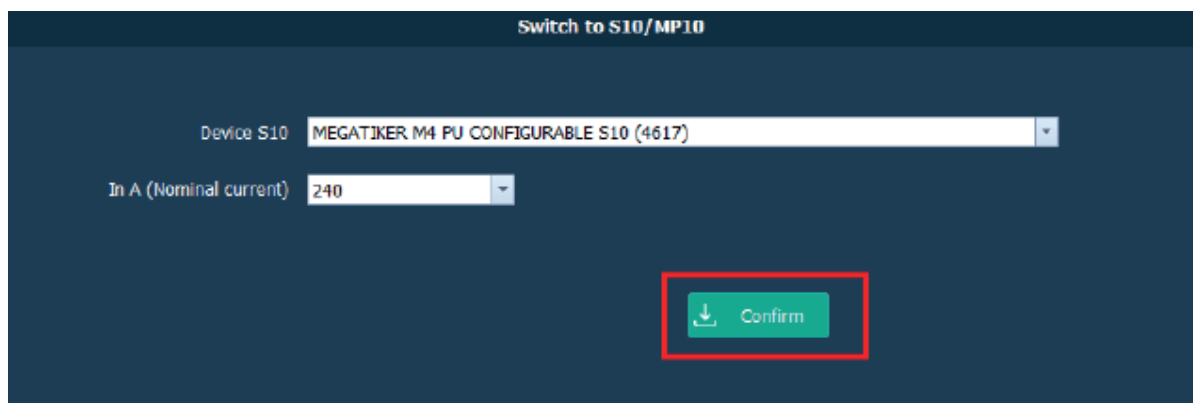 Switch to S10/MP10
Device S10 MEGATIKER M4 PU CONFIGURABLE S10 (4617)
In A (Nominal current) 240
Confirm